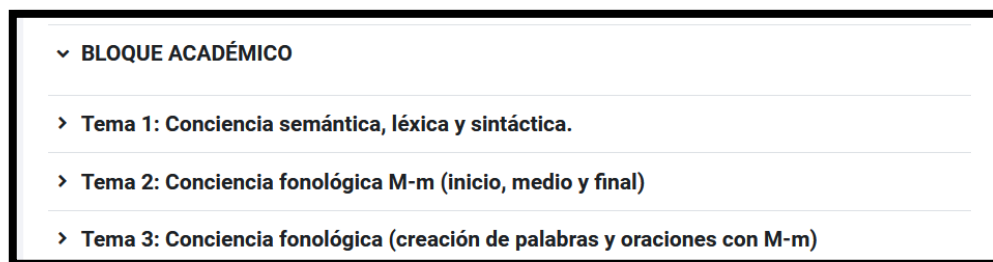 BLOQUE ACADÉMICO
Tema 1: Conciencia semántica, léxica y sintáctica.
Tema 2: Conciencia fonológica M-m (inicio, medio y final)
Tema 3: Conciencia fonológica (creación de palabras y oraciones con M-m)